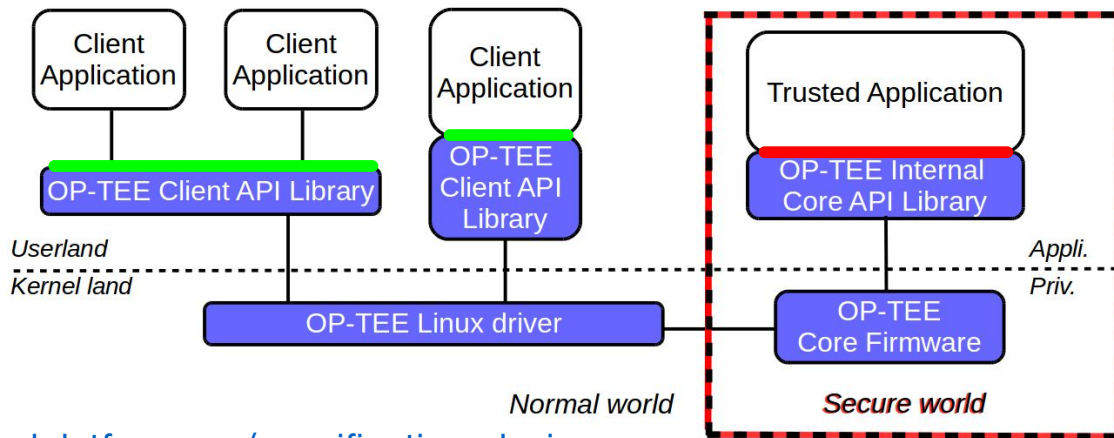 Client
Application
Client
Application
Client
Application
Trusted Application
OP-TEE Client API Library
OP-TEE
Client API
Library
OP-TEE Internal
Core API Library
Userland
Kernel land
Appli.
Priv.
OP-TEE Linux driver
OP-TEE
Core Firmware
Normal world
Secure world